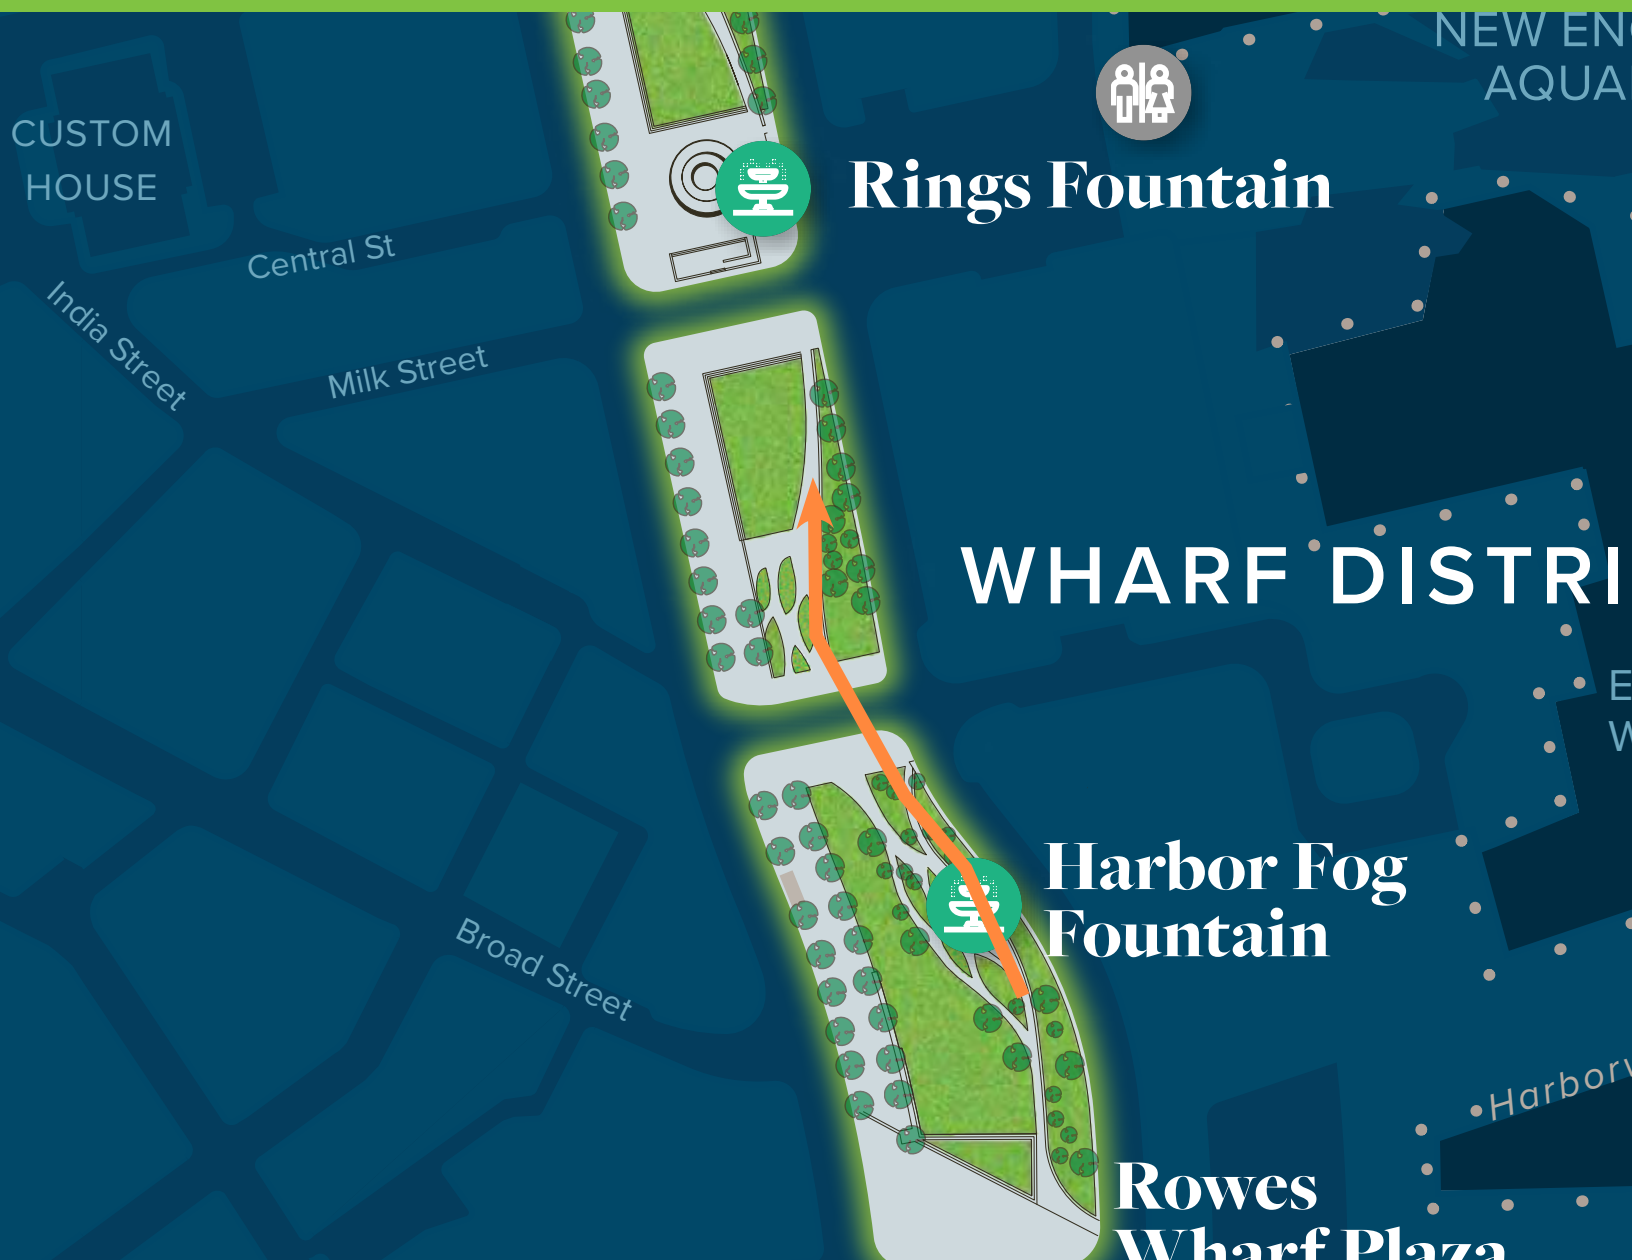 NEW EN
AQUA
CUSTOM
HOUSE
Rings Fountain
Central St
India Street
Milk Street
WHARF DISTRI
E
W
Harbor Fog
Fountain
Broad Street
Harborw
Rowes
Wharf Plaza